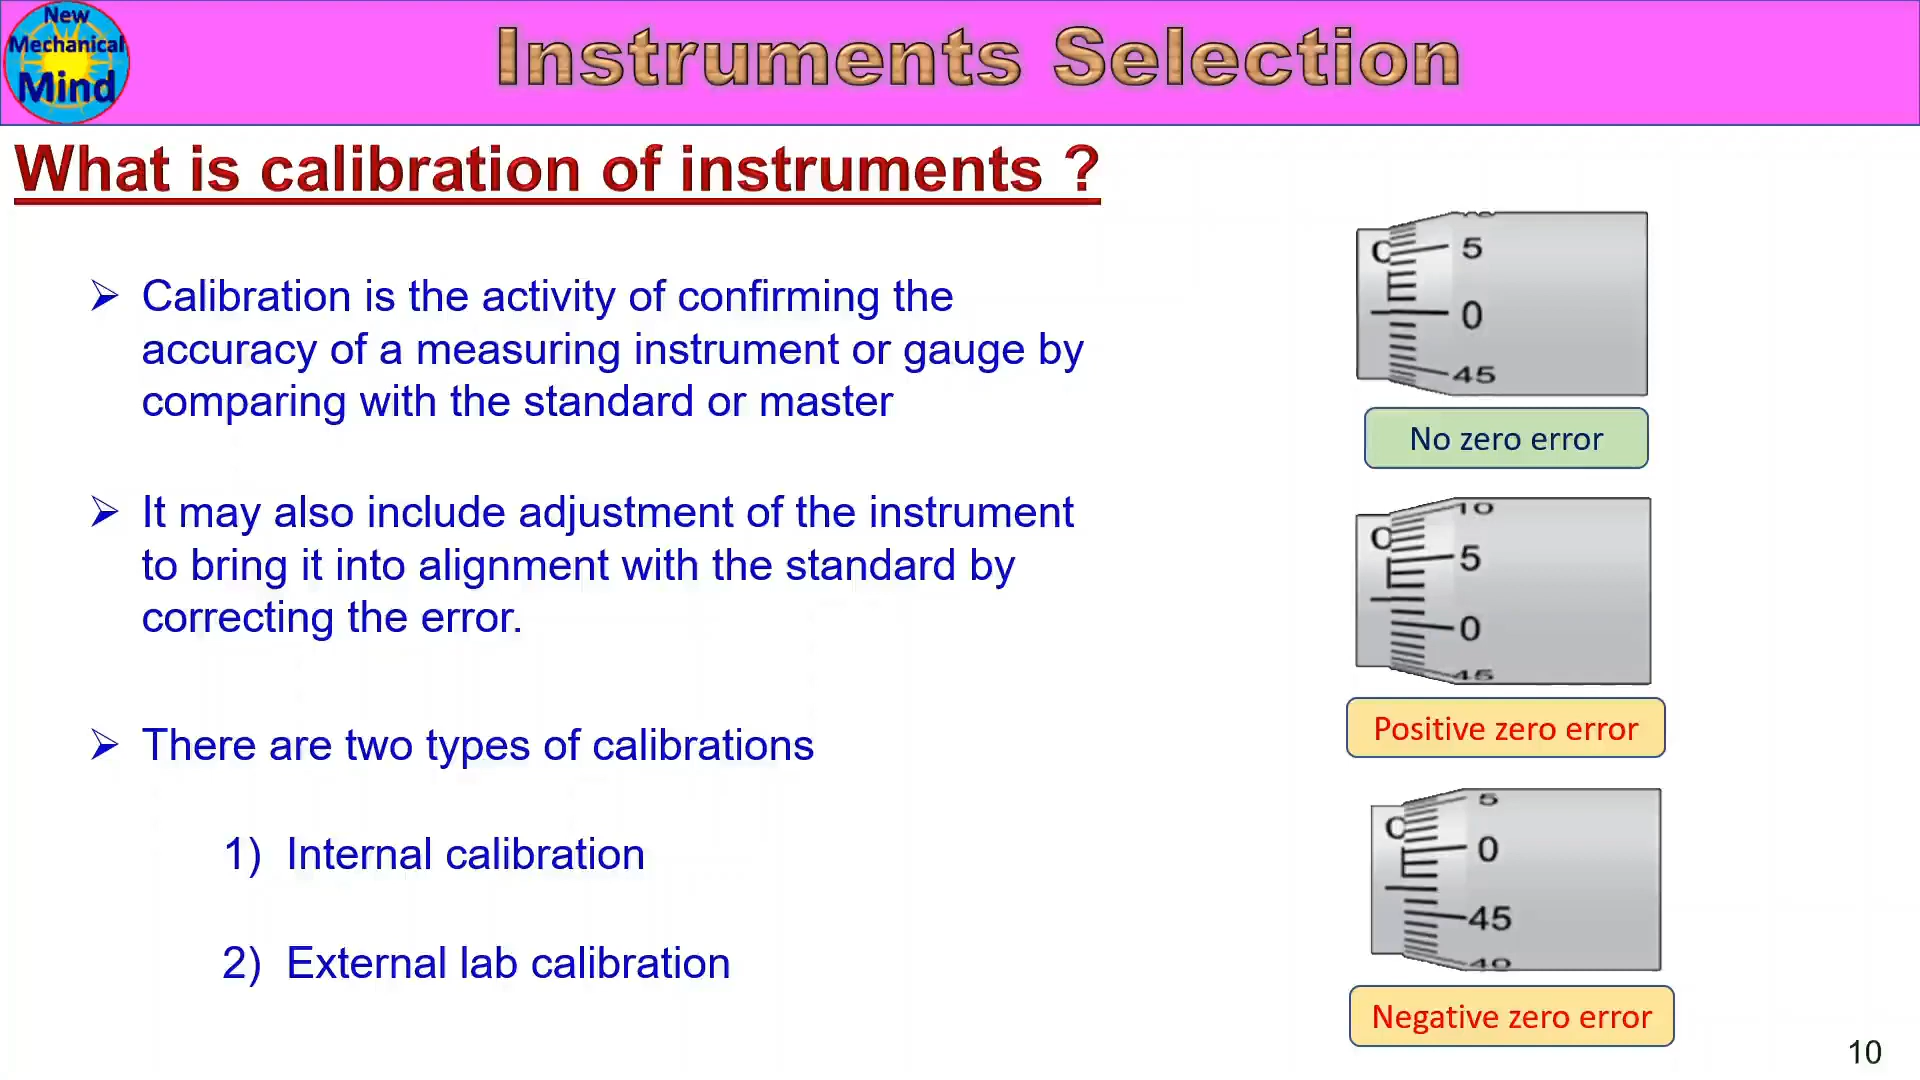 New
Mechanical
Mind
Instruments Selection
What is calibration of instruments ?
➢ Calibration is the activity of confirming the
accuracy of a measuring instrument or gauge by
comparing with the standard or master
➢ It may also include adjustment of the instrument
to bring it into alignment with the standard by
correcting the error.
➢ There are two types of calibrations
1) Internal calibration
2) External lab calibration
5
0
45
No zero error
10
5
0
45
Positive zero error
5
0
45
40
Negative zero error
10